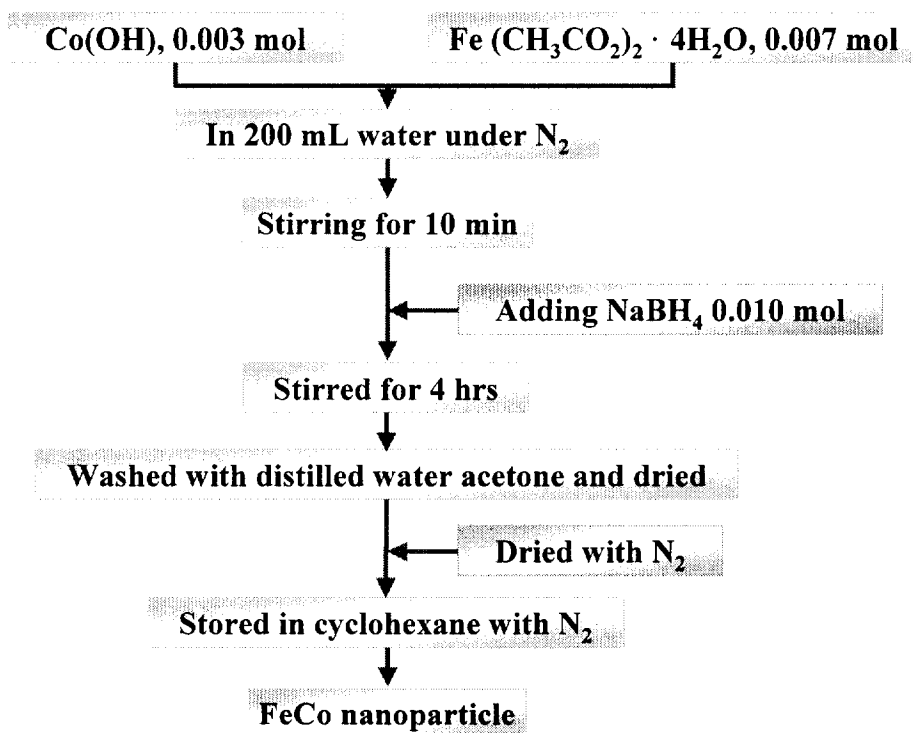 Co(OH), 0.003 mol
Fe (CH₃CO₂)₂ · 4H₂O, 0.007 mol
In 200 mL water under N₂
Stirring for 10 min
Adding NaBH₄ 0.010 mol
Stirred for 4 hrs
Washed with distilled water acetone and dried
Dried with N₂
Stored in cyclohexane with N₂
FeCo nanoparticle